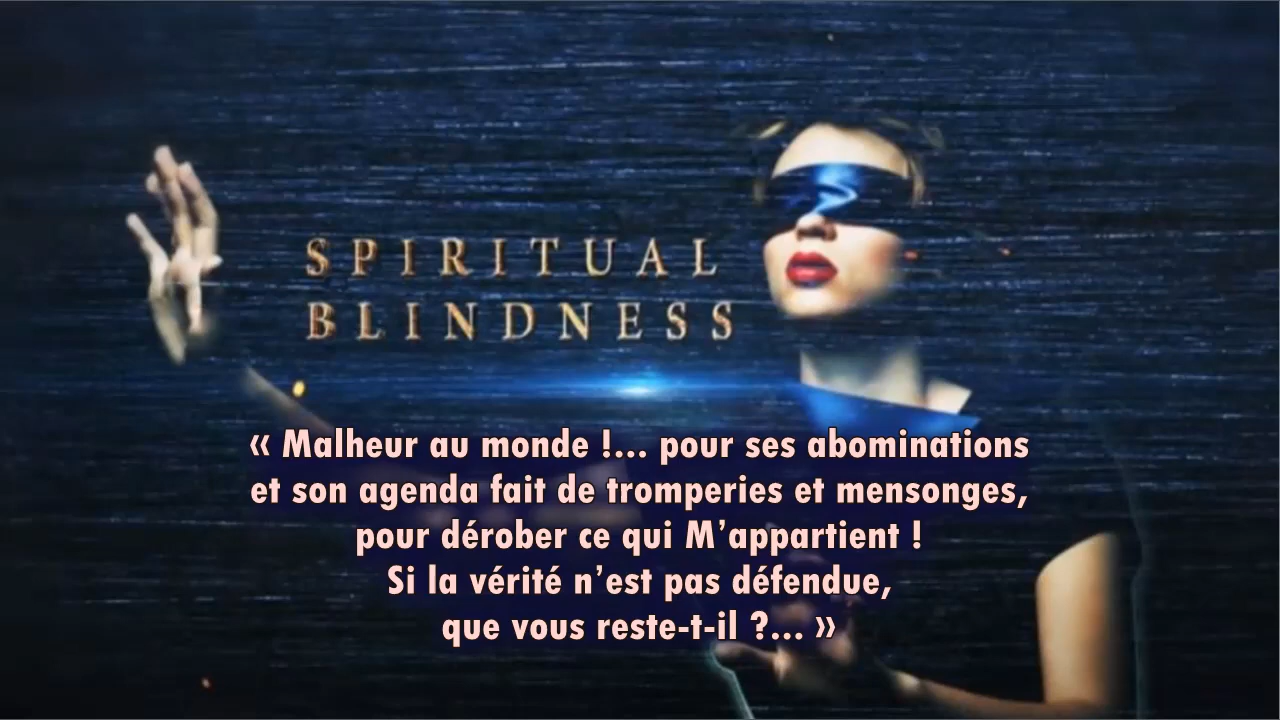 SPIRITUAL
BLINDNESS
« Malheur au monde !... pour ses abominations
et son agenda fait de tromperies et mensonges,
pour dérober ce qui M’appartient !
Si la vérité n’est pas défendue,
que vous reste-t-il ?... »